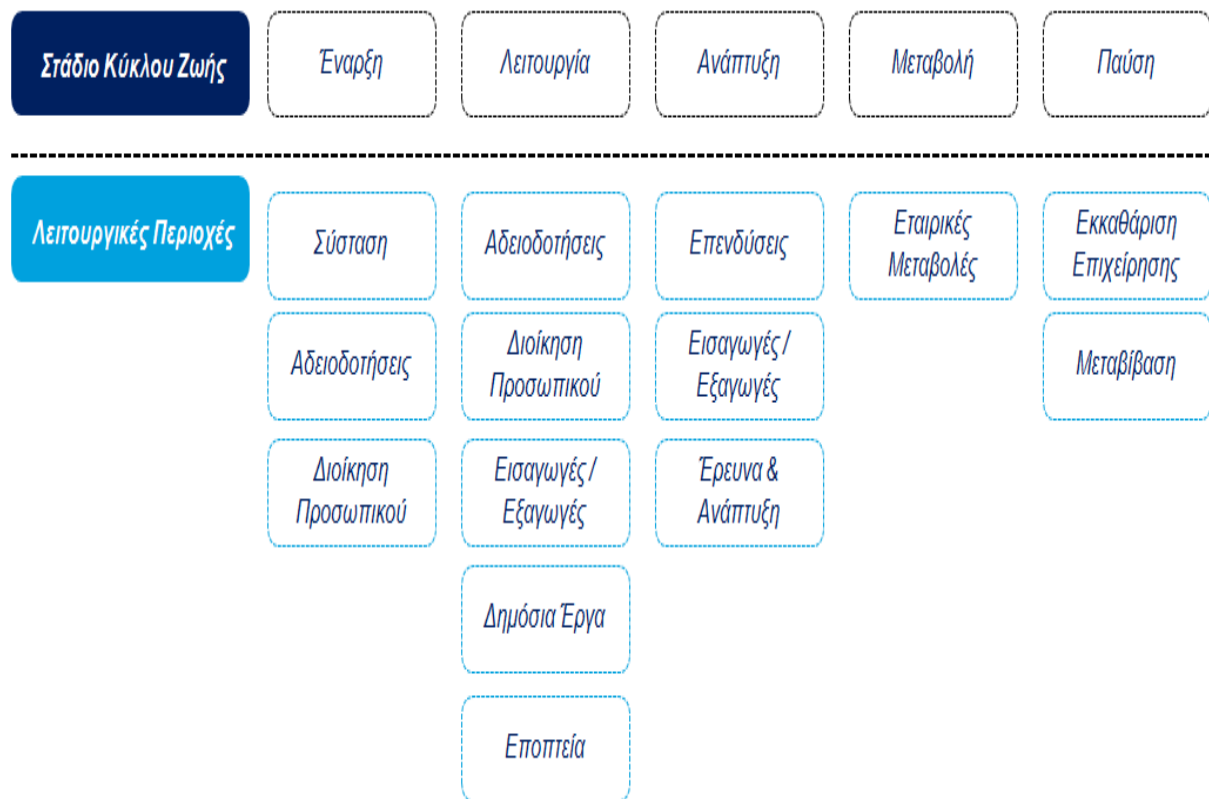 Στάδιο Κύκλου Ζωής
Έναρξη
Λειτουργία
Ανάπτυξη
Μεταβολή
Παύση
Λειτουργικές Περιοχές
Σύσταση
Αδειοδοτήσεις
Επενδύσεις
Εταιρικές
Μεταβολές
Εκκαθάριση
Επιχείρησης
Αδειοδοτήσεις
Διοίκηση
Προσωπικού
Εισαγωγές /
Εξαγωγές
Μεταβίβαση
Διοίκηση
Προσωπικού
Εισαγωγές /
Εξαγωγές
Έρευνα &
Ανάπτυξη
Δημόσια Έργα
Εποπτεία